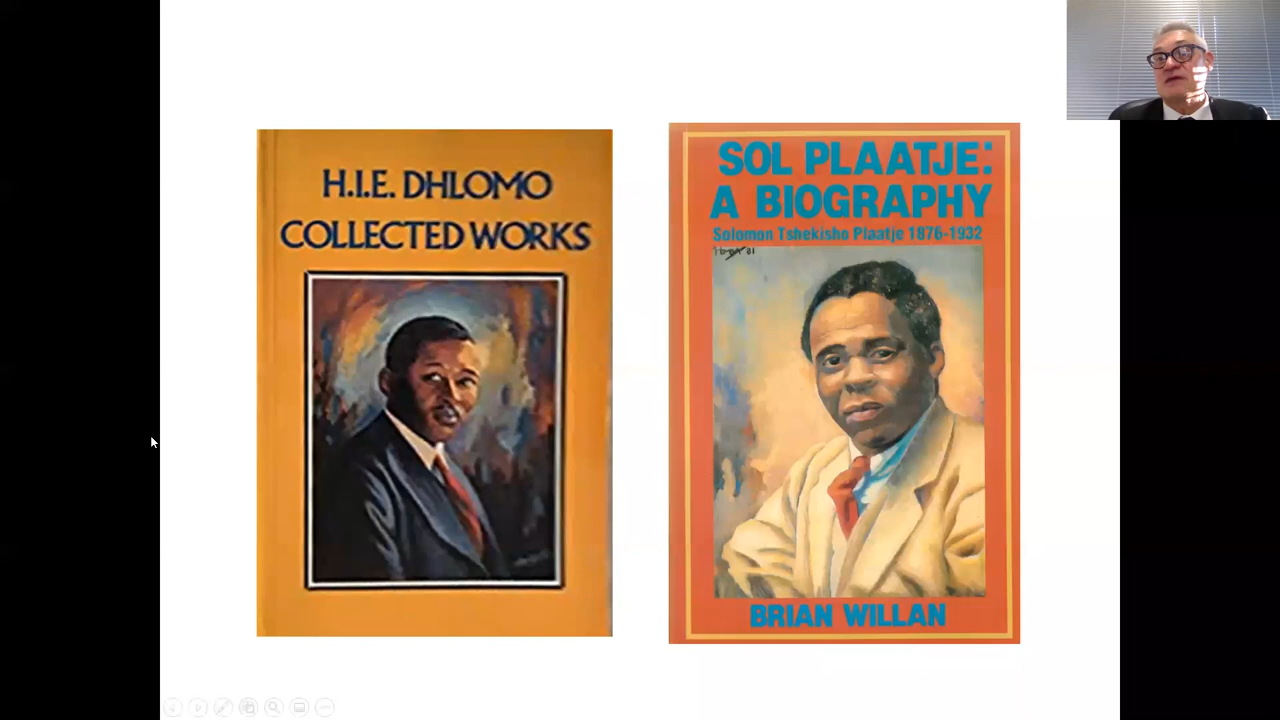 H.I.E. DHLOMO
COLLECTED WORKS
SOL PLAATJE:
A BIOGRAPHY
Solomon Tshekisho Plaatje 1876-1932
BRIAN WILLAN